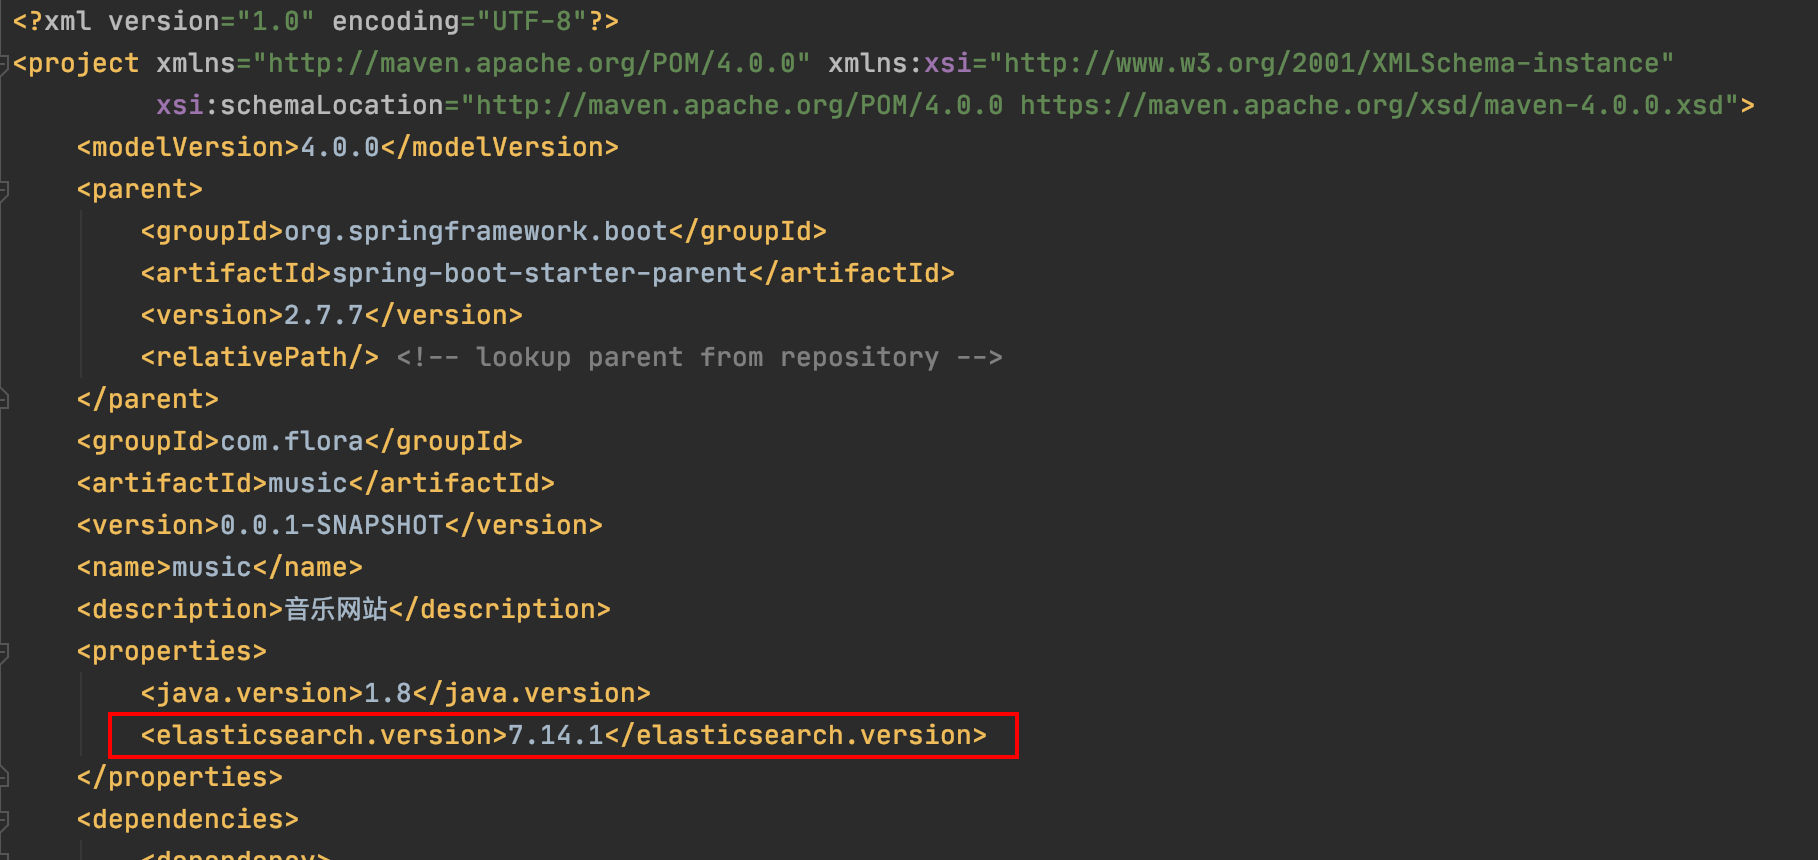 <?xml version="1.0" encoding="UTF-8"?>
<project xmlns="http://maven.apache.org/POM/4.0.0" xmlns:xsi="http://www.w3.org/2001/XMLSchema-instance"
xsi:schemaLocation="http://maven.apache.org/POM/4.0.0 https://maven.apache.org/xsd/maven-4.0.0.xsd">
<modelVersion>4.0.0</modelVersion>
<parent>
<groupId>org.springframework.boot</groupId>
<artifactId>spring-boot-starter-parent</artifactId>
<version>2.7.7</version>
<relativePath/> <!-- lookup parent from repository -->
</parent>
<groupId>com.flora</groupId>
<artifactId>music</artifactId>
<version>0.0.1-SNAPSHOT</version>
<name>music</name>
<description>音乐网站</description>
<properties>
<java.version>1.8</java.version>
<elasticsearch.version>7.14.1</elasticsearch.version>
</properties>
<dependencies>
<dependency>